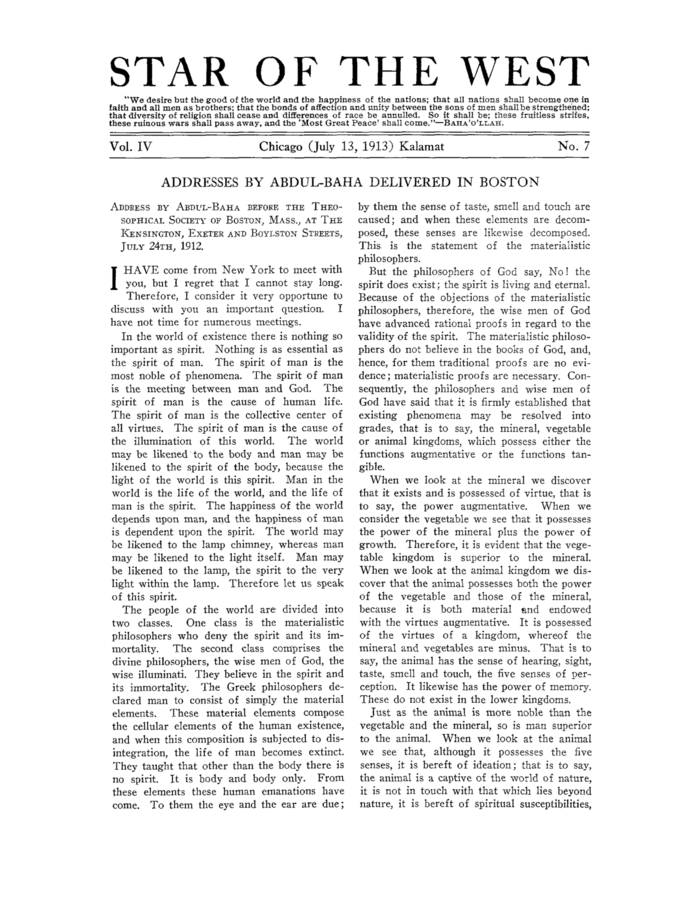 STAR OF THE WEST
"We desire but the good of the world and the happiness of the nations; that all nations shall become one in
faith and all men as brothers; that the bonds of affection and unity between the sons of men shall be strengthened;
that diversity of religion shall cease and differences of race be annulled. So it shall be; these fruitless strifes,
these ruinous wars shall pass away, and the 'Most Great Peace' shall come."—BAHA'O'LLAH.
Vol. IV Chicago (July 13, 1913) Kalamat No. 7
ADDRESSES BY ABDUL-BAHA DELIVERED IN BOSTON
ADDRESS BY ABDUL-BAHA BEFORE THE THEO-
SOPHICAL SOCIETY OF BOSTON, MASS., AT THE
KENSINGTON, EXETER AND BOYLSTON STREETS,
JULY 24TH, 1912.
I HAVE come from New York to meet with
you, but I regret that I cannot stay long.
Therefore, I consider it very opportune to
discuss with you an important question. I
have not time for numerous meetings.
In the world of existence there is nothing so
important as spirit. Nothing is as essential as
the spirit of man. The spirit of man is the
most noble of phenomena. The spirit of man
is the meeting between man and God. The
spirit of man is the cause of human life.
The spirit of man is the collective center of
all virtues. The spirit of man is the cause of
the illumination of this world. The world
may be likened to the body and man may be
likened to the spirit of the body, because the
light of the world is this spirit. Man in the
world is the life of the world, and the life of
man is the spirit. The happiness of the world
depends upon man, and the happiness of man
is dependent upon the spirit. The world may
be likened to the lamp chimney, whereas man
may be likened to the light itself. Man may
be likened to the lamp, the spirit to the very
light within the lamp. Therefore let us speak
of this spirit.
The people of the world are divided into
two classes. One class is the materialistic
philosophers who deny the spirit and its im-
mortality. The second class comprises the
divine philosophers, the wise men of God, the
wise illuminati. They believe in the spirit and
its immortality. The Greek philosophers de-
clared man to consist of simply the material
elements. These material elements compose
the cellular elements of the human existence,
and when this composition is subjected to dis-
integration, the life of man becomes extinct.
They taught that other than the body there is
no spirit. It is body and body only. From
these elements these human emanations have
come. To them the eye and the ear are due;
by them the sense of taste, smell and touch are
caused; and when these elements are decom-
posed, these senses are likewise decomposed.
This is the statement of the materialistic
philosophers.
But the philosophers of God say, No! the
spirit does exist; the spirit is living and eternal.
Because of the objections of the materialistic
philosophers, therefore, the wise men of God
have advanced rational proofs in regard to the
validity of the spirit. The materialistic philoso-
phers do not believe in the books of God, and,
hence, for them traditional proofs are no evi-
dence; materialistic proofs are necessary. Con-
sequently, the philosophers and wise men of
God have said that it is firmly established that
existing phenomena may be resolved into
grades, that is to say, the mineral, vegetable
or animal kingdoms, which possess either the
functions augmentative or the functions tan-
gible.
When we look at the mineral we discover
that it exists and is possessed of virtue, that is
to say, the power augmentative. When we
consider the vegetable we see that it possesses
the power of the mineral plus the power of
growth. Therefore, it is evident that the vege-
table kingdom is superior to the mineral.
When we look at the animal kingdom we dis-
cover that the animal possesses both the power
of the vegetable and those of the mineral,
because it is both material and endowed
with the virtues augmentative. It is possessed
of the virtues of a kingdom, whereof the
mineral and vegetables are minus. That is to
say, the animal has the sense of hearing, sight,
taste, smell and touch, the five senses of per-
ception. It likewise has the power of memory.
These do not exist in the lower kingdoms.
Just as the animal is more noble than the
vegetable and the mineral, so is man superior
to the animal. When we look at the animal
we see that, although it possesses the five
senses, it is bereft of ideation; that is to say,
the animal is a captive of the world of nature,
it is not in touch with that which lies beyond
nature, it is bereft of spiritual susceptibilities,